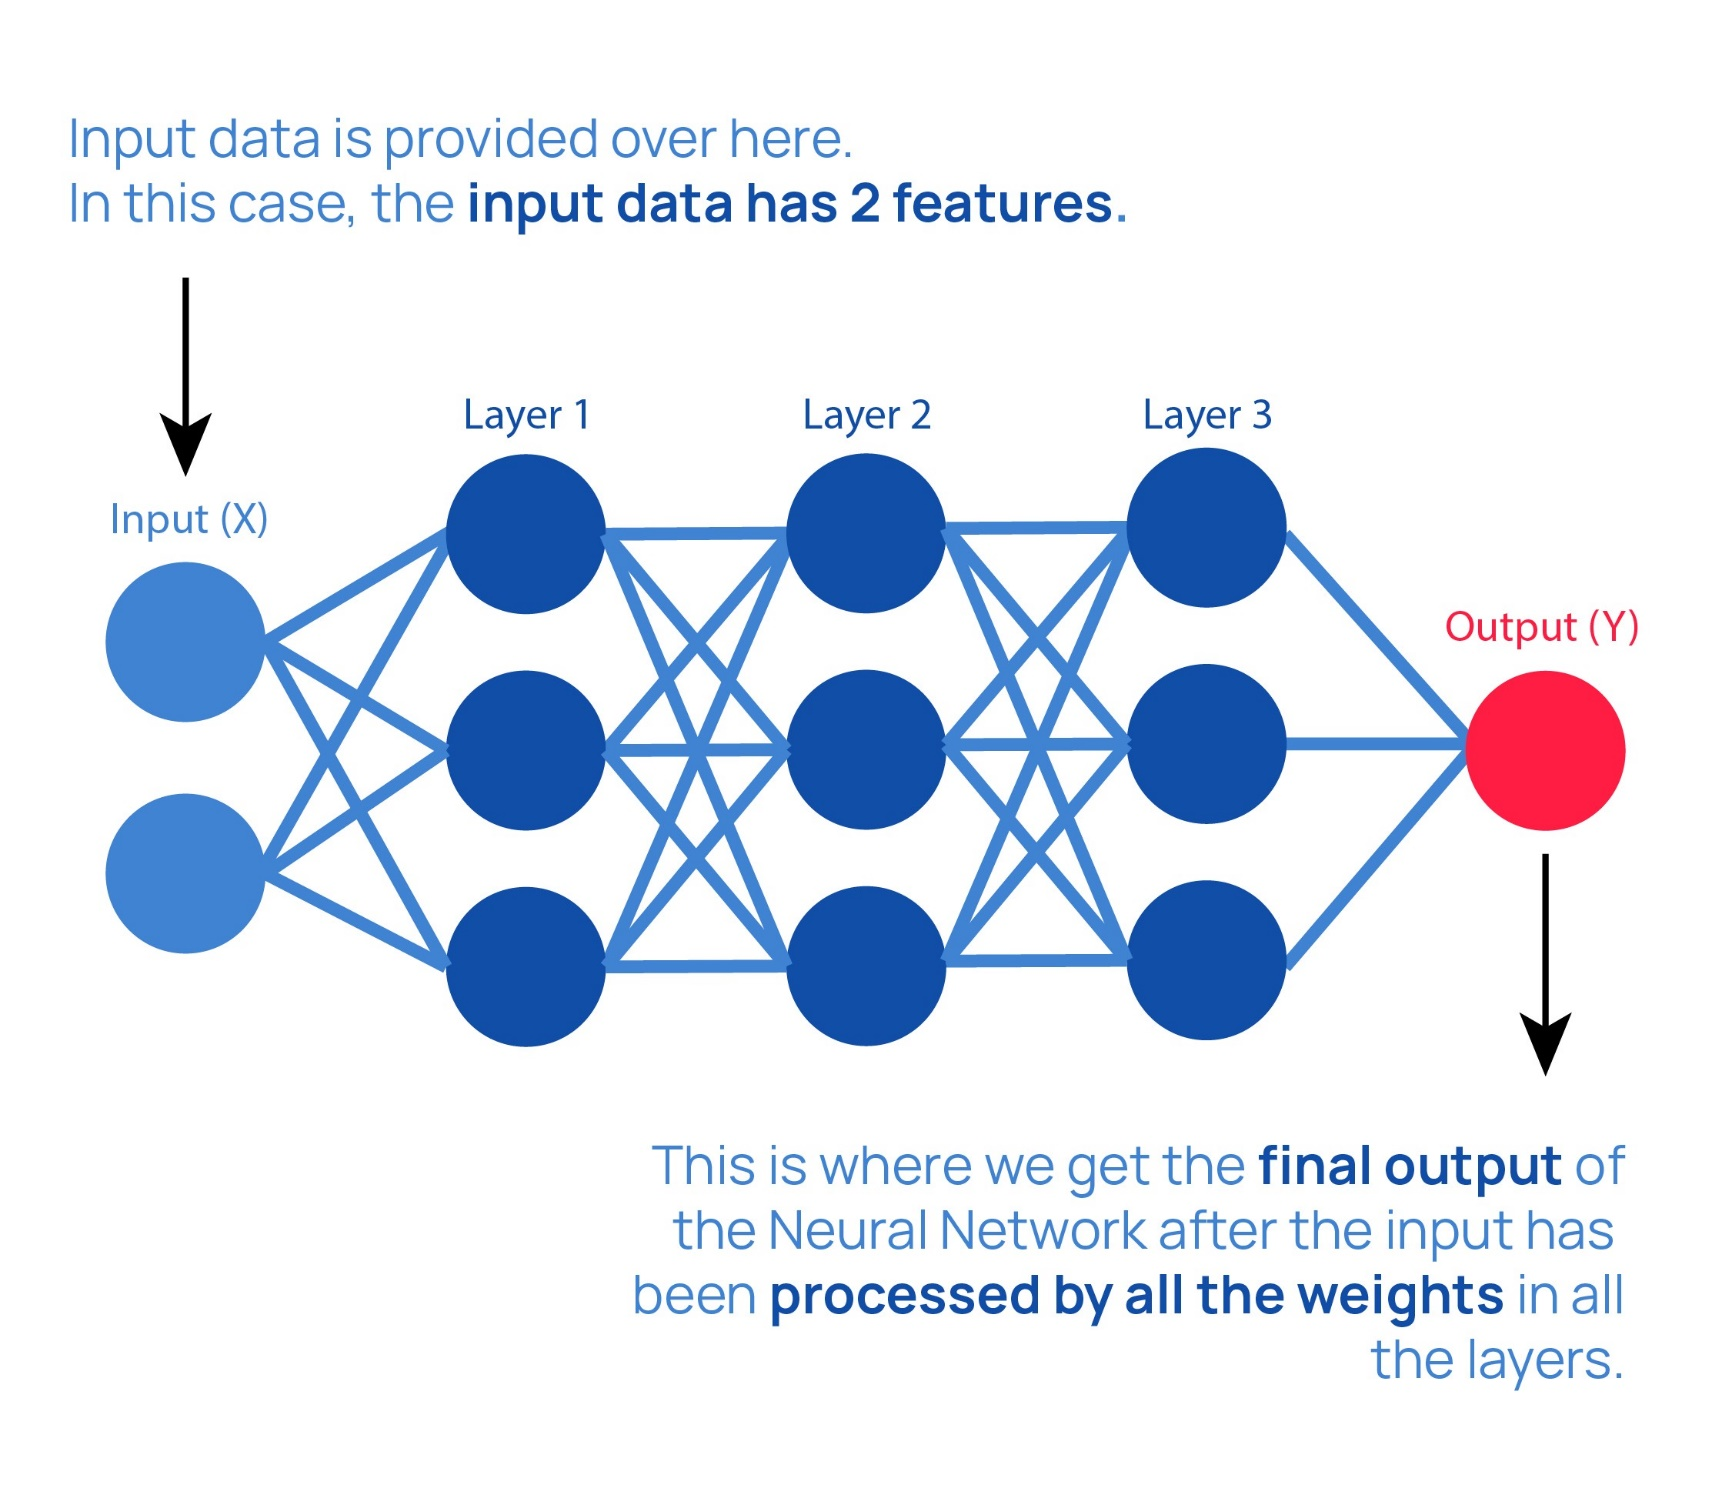 Input data is provided over here.
In this case, the input data has 2 features.
Layer 1
Layer 2
Layer 3
Input (X)
Output (Y)
This is where we get the final output of
the Neural Network after the input has
been processed by all the weights in all
the layers.